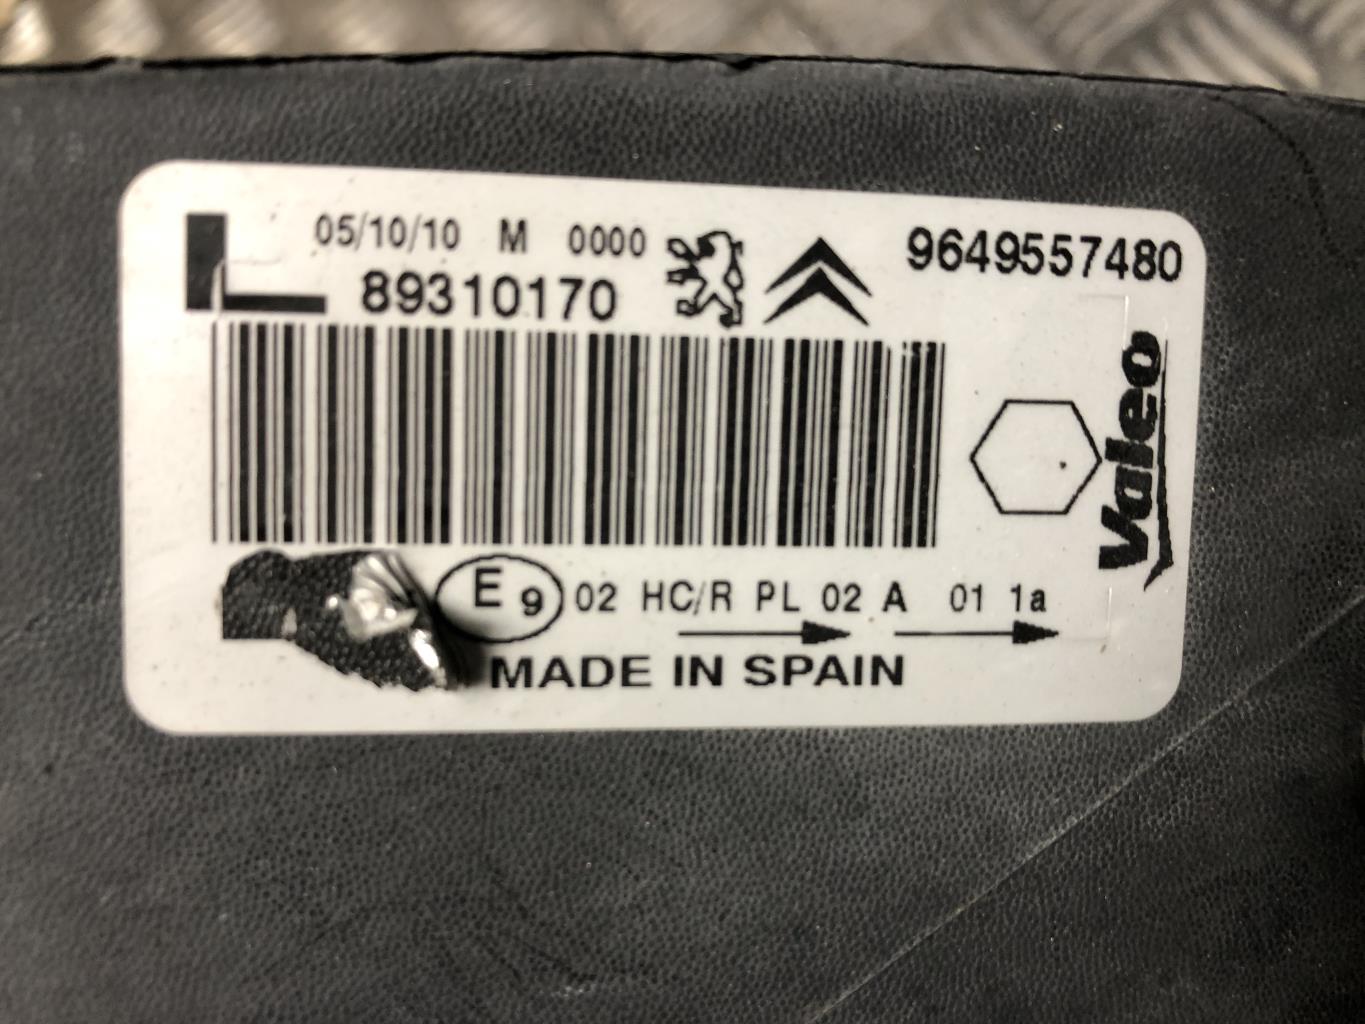 L 05/10/10 M 0000
89310170
9649557480
Valeo
E 9 02 HC/R PL 02 A 01 1a
MADE IN SPAIN